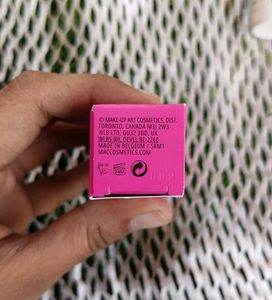 © MAKE-UP ART COSMETICS, DIST.
TORONTO, CANADA M3J 2W3
WLB LTD, GU32 3DD, UK
WLBS NV, DEVEL BE-2260
MADE IN BELGIUM / SRM1
MACCOSMETICS.COM
24M